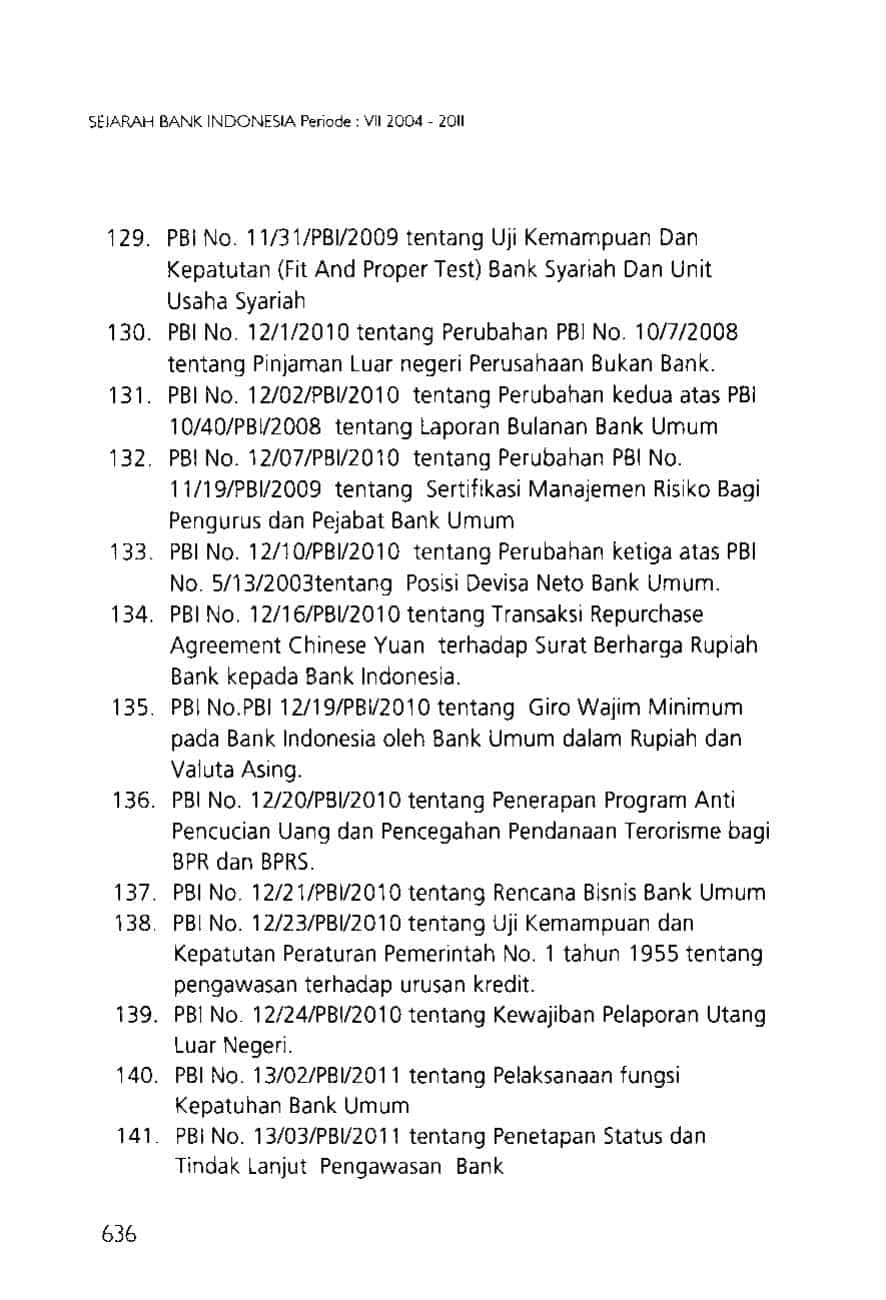 SEJARAH BANK INDONESIA Periode : VII 2004 - 2011
129. PBI No. 11/31/PBI/2009 tentang Uji Kemampuan Dan
Kepatutan (Fit And Proper Test) Bank Syariah Dan Unit
Usaha Syariah
130. PBI No. 12/1/2010 tentang Perubahan PBI No. 10/7/2008
tentang Pinjaman Luar negeri Perusahaan Bukan Bank.
131. PBI No. 12/02/PBI/2010 tentang Perubahan kedua atas PBI
10/40/PBI/2008 tentang Laporan Bulanan Bank Umum
132. PBI No. 12/07/PBI/2010 tentang Perubahan PBI No.
11/19/PBI/2009 tentang Sertifikasi Manajemen Risiko Bagi
Pengurus dan Pejabat Bank Umum
133. PBI No. 12/10/PBI/2010 tentang Perubahan ketiga atas PBI
No. 5/13/2003tentang Posisi Devisa Neto Bank Umum.
134. PBI No. 12/16/PBI/2010 tentang Transaksi Repurchase
Agreement Chinese Yuan terhadap Surat Berharga Rupiah
Bank kepada Bank Indonesia.
135. PBI No.PBI 12/19/PBI/2010 tentang Giro Wajim Minimum
pada Bank Indonesia oleh Bank Umum dalam Rupiah dan
Valuta Asing.
136. PBI No. 12/20/PBI/2010 tentang Penerapan Program Anti
Pencucian Uang dan Pencegahan Pendanaan Terorisme bagi
BPR dan BPRS.
137. PBI No. 12/21/PBI/2010 tentang Rencana Bisnis Bank Umum
138. PBI No. 12/23/PBI/2010 tentang Uji Kemampuan dan
Kepatutan Peraturan Pemerintah No. 1 tahun 1955 tentang
pengawasan terhadap urusan kredit.
139. PBI No. 12/24/PBI/2010 tentang Kewajiban Pelaporan Utang
Luar Negeri.
140. PBI No. 13/02/PBI/2011 tentang Pelaksanaan fungsi
Kepatuhan Bank Umum
141. PBI No. 13/03/PBI/2011 tentang Penetapan Status dan
Tindak Lanjut Pengawasan Bank
636